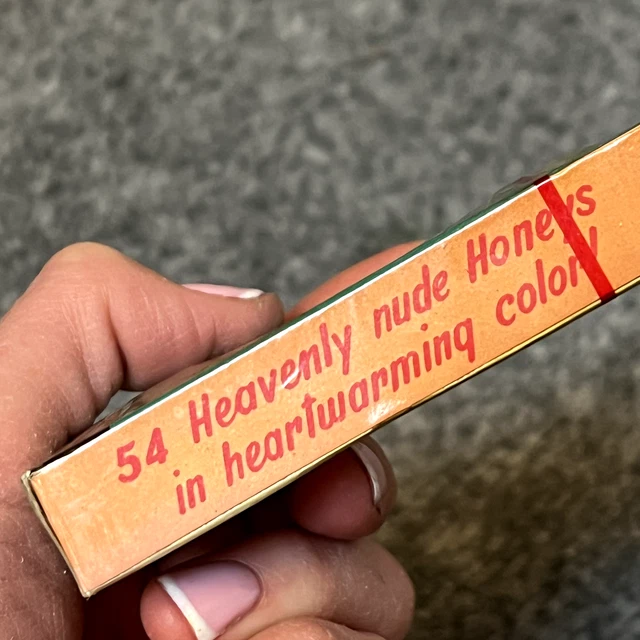 54 Heavenly nude Honeys
in heartwarming color!